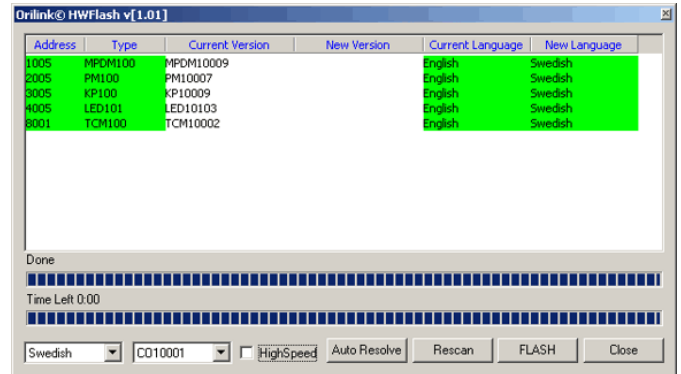 Orilink© HWFlash v[1.01]
Address Type Current Version New Version Current Language New Language
1005 MPDM100 MPDM10009 English Swedish
2005 PM100 PM10007 English Swedish
3005 KP100 KP10009 English Swedish
4005 LED101 LED10103 English Swedish
8001 TCM100 TCM10002 English Swedish
Done
Time Left 0:00
Swedish CO10001 HighSpeed Auto Resolve Rescan FLASH Close